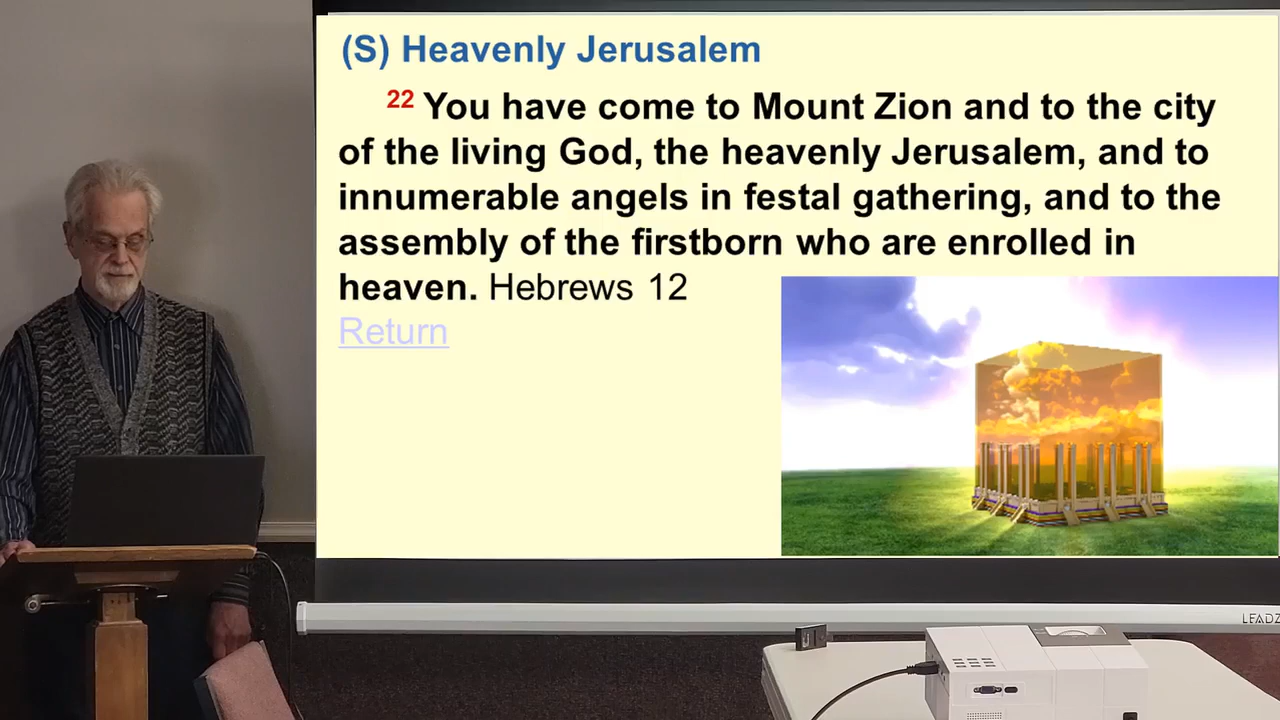 (S) Heavenly Jerusalem
22 You have come to Mount Zion and to the city
of the living God, the heavenly Jerusalem, and to
innumerable angels in festal gathering, and to the
assembly of the firstborn who are enrolled in
heaven. Hebrews 12
Return
LEADZ